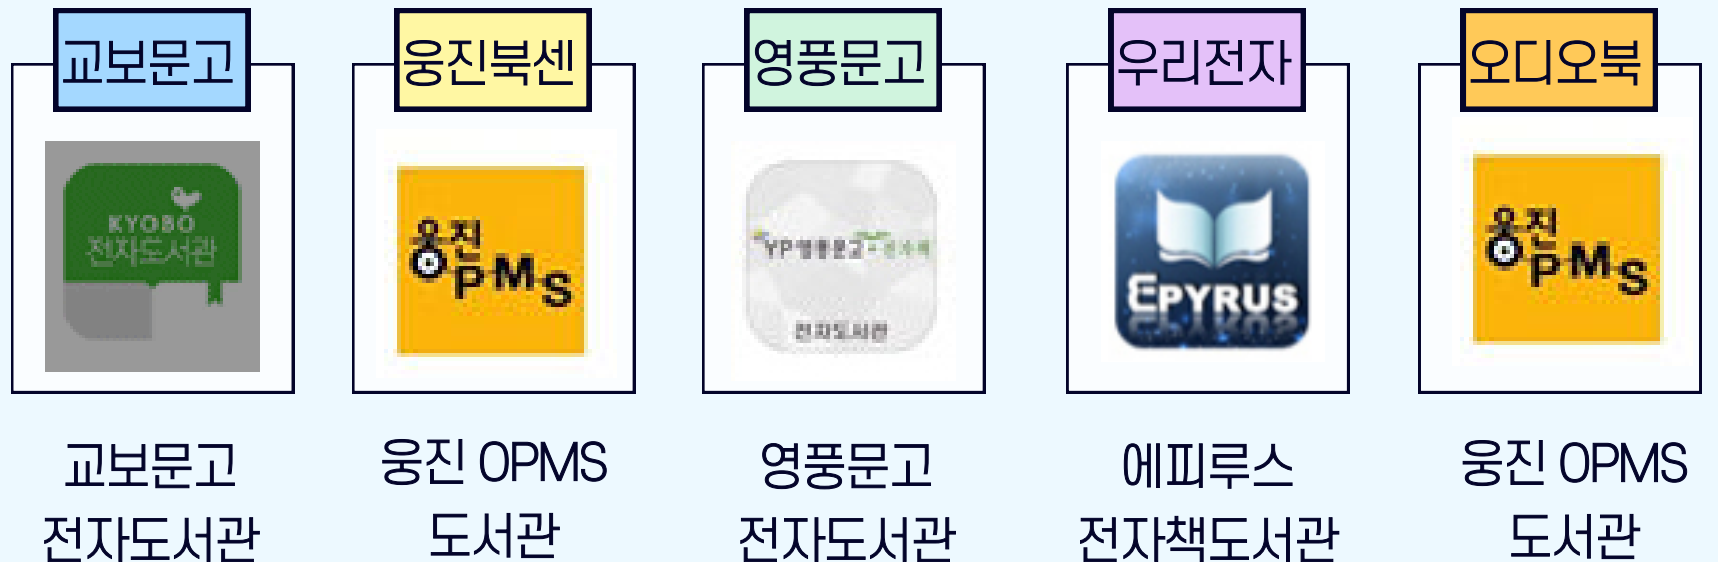 교보문고
웅진북센
영풍문고
우리전자
오디오북
KYOBO
전자도서관
웅진
OPMS
YP 영풍문고
전자도서관
EPYRUS
웅진
OPMS
교보문고
전자도서관
웅진 OPMS
도서관
영풍문고
전자도서관
에피루스
전자책도서관
웅진 OPMS
도서관